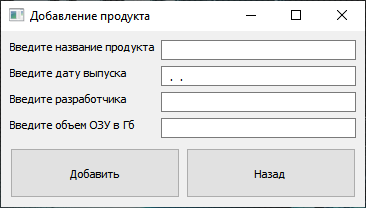 Добавление продукта
Введите название продукта
Введите дату выпуска
. .
Введите разработчика
Введите объем ОЗУ в Гб
Добавить
Назад